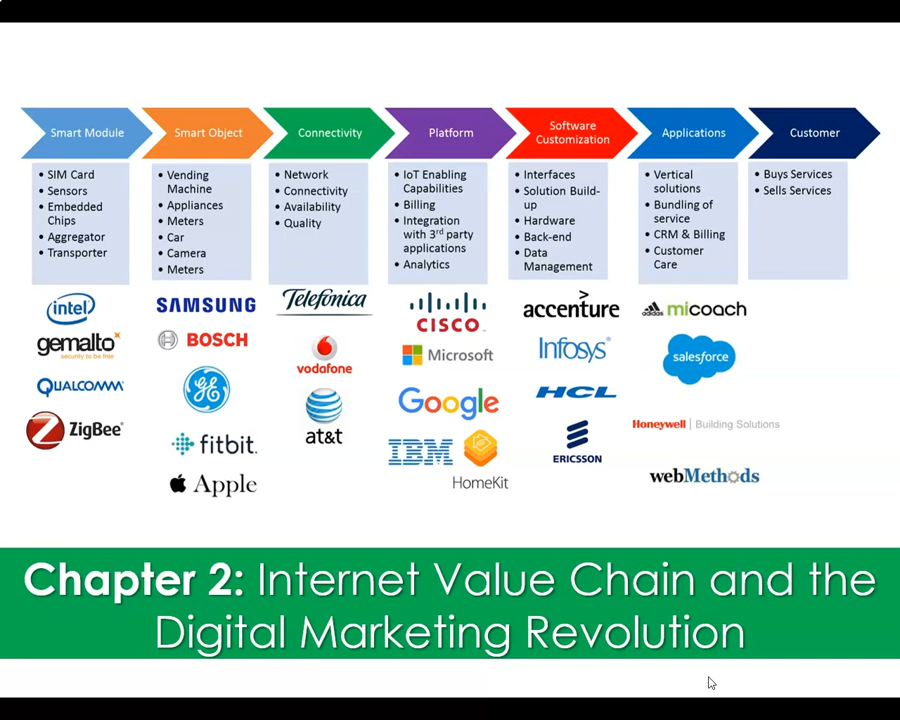 Smart Module
Smart Object
Connectivity
Platform
Software
Customization
Applications
Customer
• SIM Card
• Sensors
• Embedded
Chips
• Aggregator
• Transporter
• Vending
Machine
• Appliances
• Meters
• Car
• Camera
• Meters
• Network
• Connectivity
• Availability
• Quality
• IoT Enabling
Capabilities
• Billing
• Integration
with 3rd party
applications
• Analytics
• Interfaces
• Solution Build-
up
• Hardware
• Back-end
• Data
Management
• Vertical
solutions
• Bundling of
service
• CRM & Billing
• Customer
Care
• Buys Services
• Sells Services
intel
gemalto
security to be free
QUALCOMM
ZigBee
SAMSUNG
BOSCH
GE
fitbit
Apple
Telefónica
vodafone
at&t
CISCO
Microsoft
Google
IBM
HomeKit
accenture
Infosys
HCL
ERICSSON
adidas micoach
salesforce
Honeywell | Building Solutions
webMethods
Chapter 2: Internet Value Chain and the
Digital Marketing Revolution